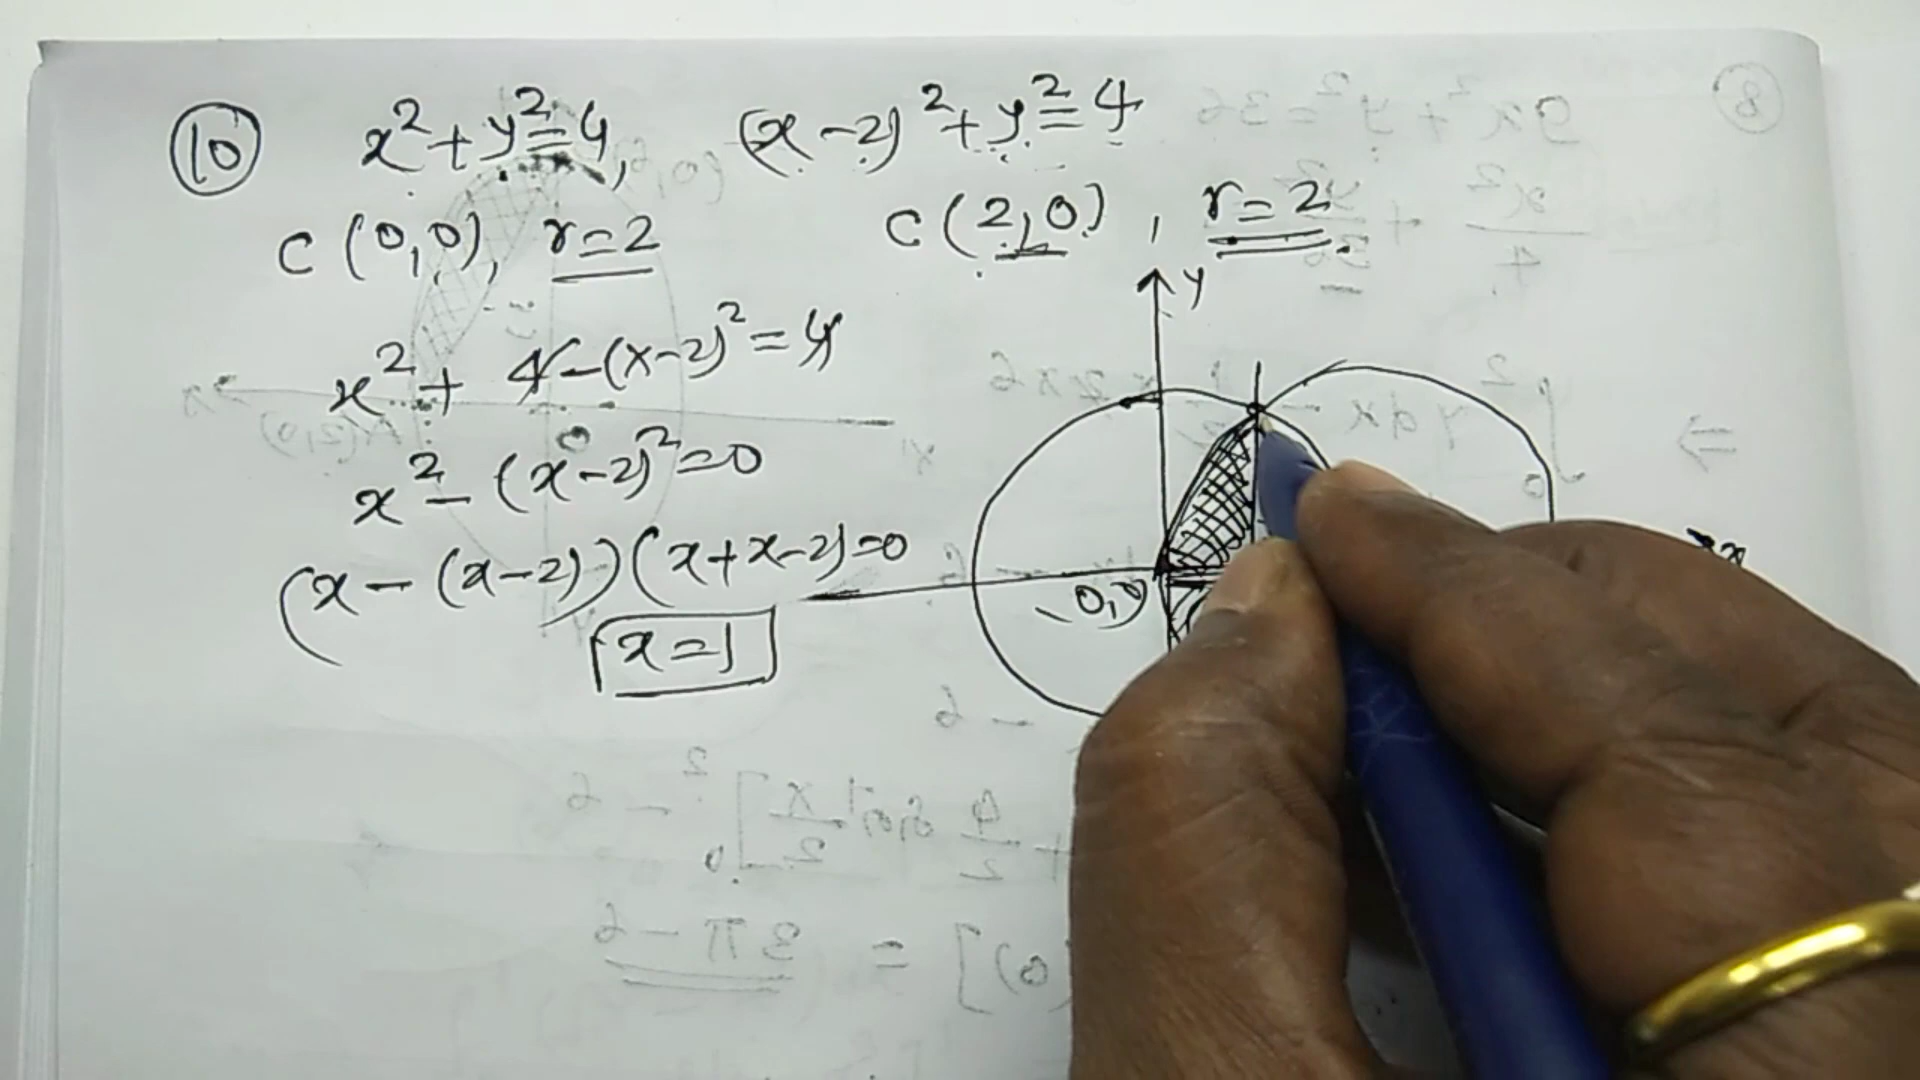 (10) x² + y² = 4, (x - 2)² + y² = 4
C (0,0), r = 2 C (2,0), r = 2.
y
x² + 4 - (x-2)² = 4
x² - (x-2)² = 0
(x - (x-2)) (x+x-2) = 0
x
0,0)
x = 1